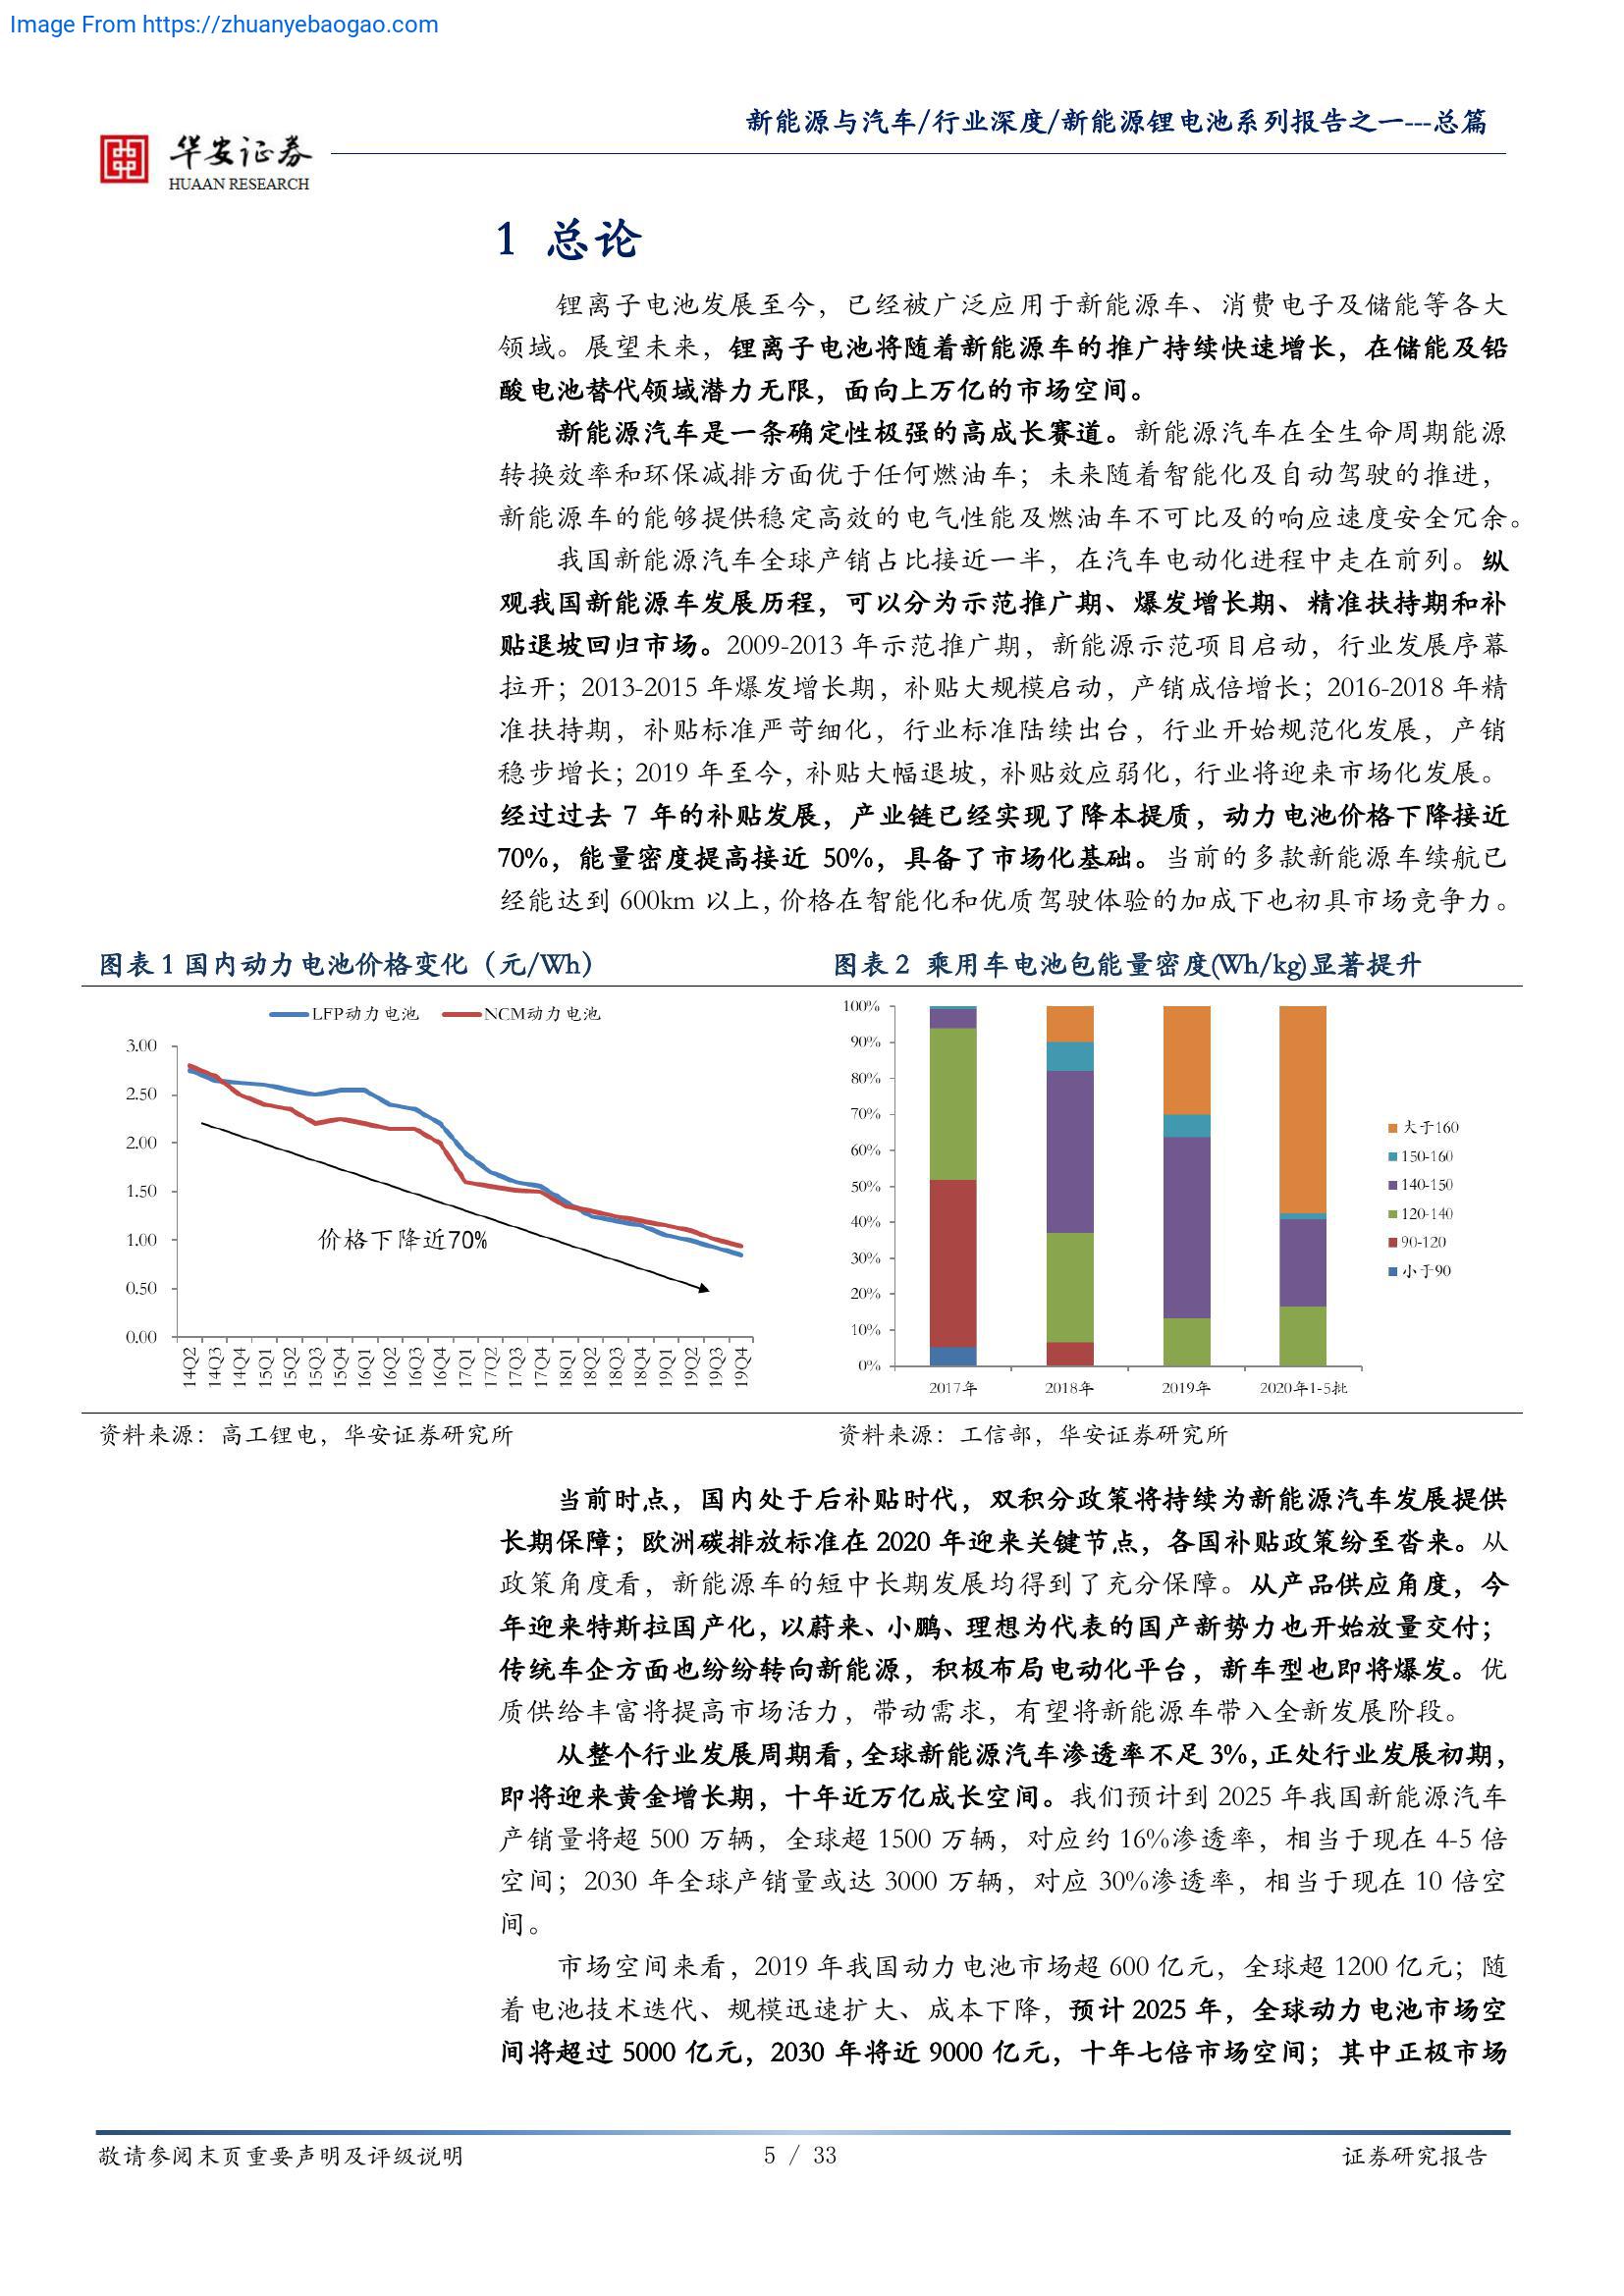 Image From https://zhuanyebaogao.com
新能源与汽车/行业深度/新能源锂电池系列报告之一---总篇
华安证券
HUAAN RESEARCH
1 总论
锂离子电池发展至今，已经被广泛应用于新能源车、消费电子及储能等各大
领域。展望未来，锂离子电池将随着新能源车的推广持续快速增长，在储能及铅
酸电池替代领域潜力无限，面向上万亿的市场空间。
新能源汽车是一条确定性极强的高成长赛道。新能源汽车在全生命周期能源
转换效率和环保减排方面优于任何燃油车；未来随着智能化及自动驾驶的推进，
新能源车的能够提供稳定高效的电气性能及燃油车不可比及的响应速度安全冗余。
我国新能源汽车全球产销占比接近一半，在汽车电动化进程中走在前列。纵
观我国新能源车发展历程，可以分为示范推广期、爆发增长期、精准扶持期和补
贴退坡回归市场。2009-2013 年示范推广期，新能源示范项目启动，行业发展序幕
拉开；2013-2015 年爆发增长期，补贴大规模启动，产销成倍增长；2016-2018 年精
准扶持期，补贴标准严苛细化，行业标准陆续出台，行业开始规范化发展，产销
稳步增长；2019 年至今，补贴大幅退坡，补贴效应弱化，行业将迎来市场化发展。
经过过去 7 年的补贴发展，产业链已经实现了降本提质，动力电池价格下降接近
70%，能量密度提高接近 50%，具备了市场化基础。当前的多款新能源车续航已
经能达到 600km 以上，价格在智能化和优质驾驶体验的加成下也初具市场竞争力。
图表 1 国内动力电池价格变化（元/Wh）
LFP动力电池 NCM动力电池
3.00
2.50
2.00
1.50
1.00
0.50
0.00
价格下降近70%
14Q2 14Q3 14Q4 15Q1 15Q2 15Q3 15Q4 16Q1 16Q2 16Q3 16Q4 17Q1 17Q2 17Q3 17Q4 18Q1 18Q2 18Q3 18Q4 19Q1 19Q2 19Q3 19Q4
资料来源：高工锂电，华安证券研究所
图表 2 乘用车电池包能量密度(Wh/kg)显著提升
100%
90%
80%
70%
60%
50%
40%
30%
20%
10%
0%
2017年 2018年 2019年 2020年1-5批
大于160
150-160
140-150
120-140
90-120
小于90
资料来源：工信部，华安证券研究所
当前时点，国内处于后补贴时代，双积分政策将持续为新能源汽车发展提供
长期保障；欧洲碳排放标准在 2020 年迎来关键节点，各国补贴政策纷至沓来。从
政策角度看，新能源车的短中长期发展均得到了充分保障。从产品供应角度，今
年迎来特斯拉国产化，以蔚来、小鹏、理想为代表的国产新势力也开始放量交付；
传统车企方面也纷纷转向新能源，积极布局电动化平台，新车型也即将爆发。优
质供给丰富将提高市场活力，带动需求，有望将新能源车带入全新发展阶段。
从整个行业发展周期看，全球新能源汽车渗透率不足 3%，正处行业发展初期，
即将迎来黄金增长期，十年近万亿成长空间。我们预计到 2025 年我国新能源汽车
产销量将超 500 万辆，全球超 1500 万辆，对应约 16%渗透率，相当于现在 4-5 倍
空间；2030 年全球产销量或达 3000 万辆，对应 30%渗透率，相当于现在 10 倍空
间。
市场空间来看，2019 年我国动力电池市场超 600 亿元，全球超 1200 亿元；随
着电池技术迭代、规模迅速扩大、成本下降，预计 2025 年，全球动力电池市场空
间将超过 5000 亿元，2030 年将近 9000 亿元，十年七倍市场空间；其中正极市场
敬请参阅末页重要声明及评级说明
5 / 33
证券研究报告